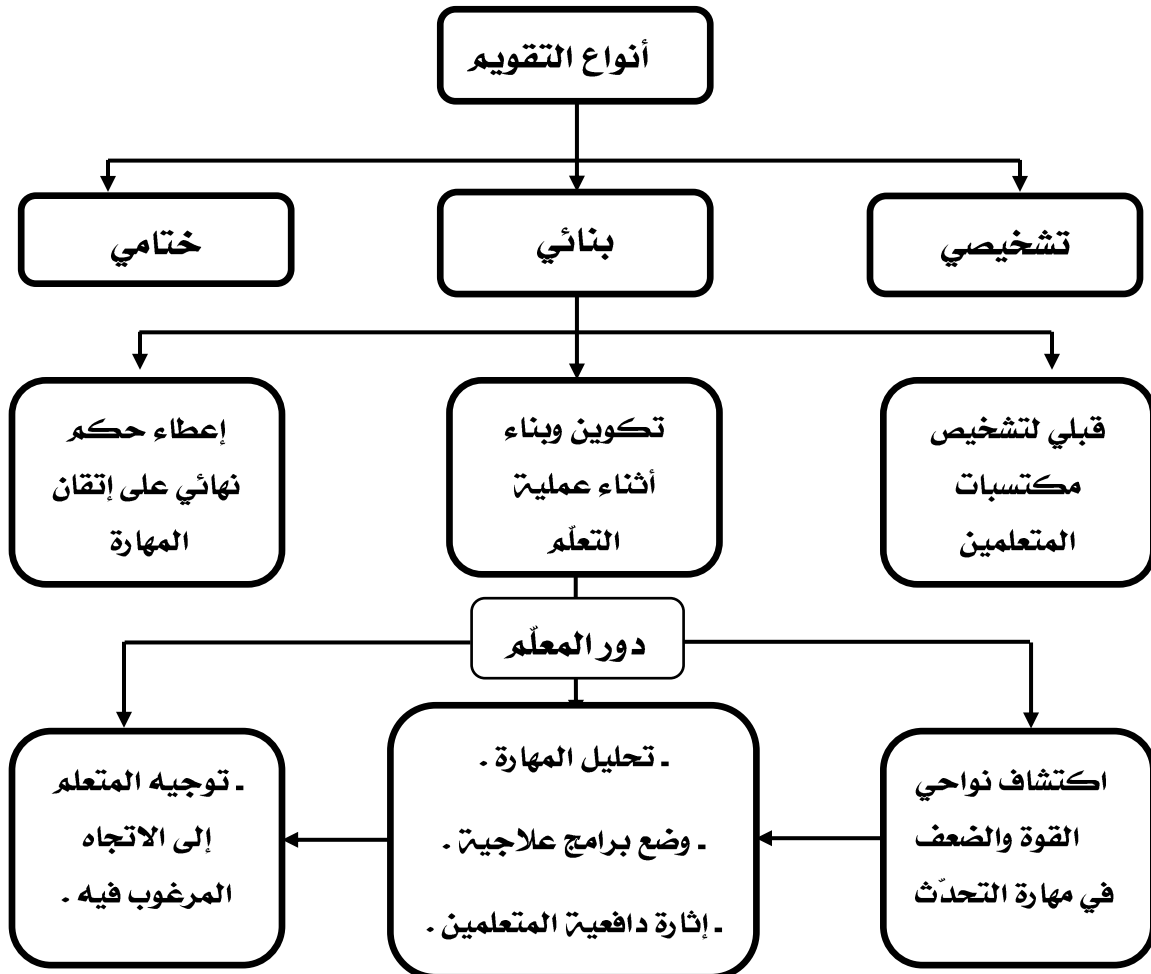 أنواع التقويم
تشخيصي
بنائي
ختامي
قبلي لتشخيص
مكتسبات
المتعلمين
تكوين وبناء
أثناء عملية
التعلّم
إعطاء حكم
نهائي على إتقان
المهارة
دور المعلّم
اكتشاف نواحي
القوة والضعف
في مهارة التحدّث
ـ تحليل المهارة .
ـ وضع برامج علاجية .
ـ إثارة دافعية المتعلمين .
ـ توجيه المتعلم
إلى الاتجاه
المرغوب فيه .